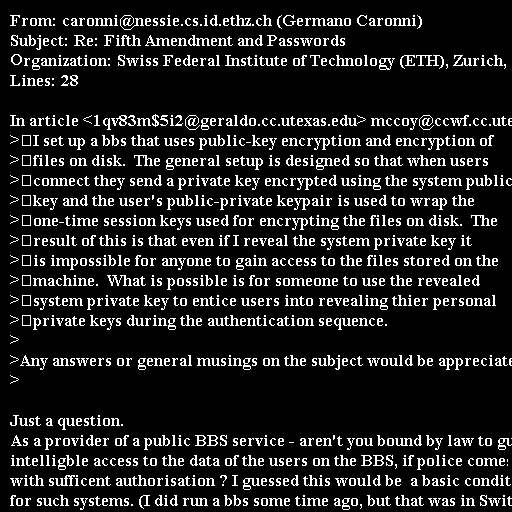 From: caronni@nessie.cs.id.ethz.ch (Germano Caronni)
Subject: Re: Fifth Amendment and Passwords
Organization: Swiss Federal Institute of Technology (ETH), Zurich,
Lines: 28

In article <1qv83m$5i2@geraldo.cc.utexas.edu> mccoy@ccwf.cc.ute
>▯I set up a bbs that uses public-key encryption and encryption of
>▯files on disk.  The general setup is designed so that when users
>▯connect they send a private key encrypted using the system public
>▯key and the user's public-private keypair is used to wrap the
>▯one-time session keys used for encrypting the files on disk.  The
>▯result of this is that even if I reveal the system private key it
>▯is impossible for anyone to gain access to the files stored on the
>▯machine.  What is possible is for someone to use the revealed
>▯system private key to entice users into revealing thier personal
>▯private keys during the authentication sequence.
>
>Any answers or general musings on the subject would be appreciate
>

Just a question.
As a provider of a public BBS service - aren't you bound by law to gu
intelligble access to the data of the users on the BBS, if police come
with sufficent authorisation ? I guessed this would be  a basic condit
for such systems. (I did run a bbs some time ago, but that was in Swit